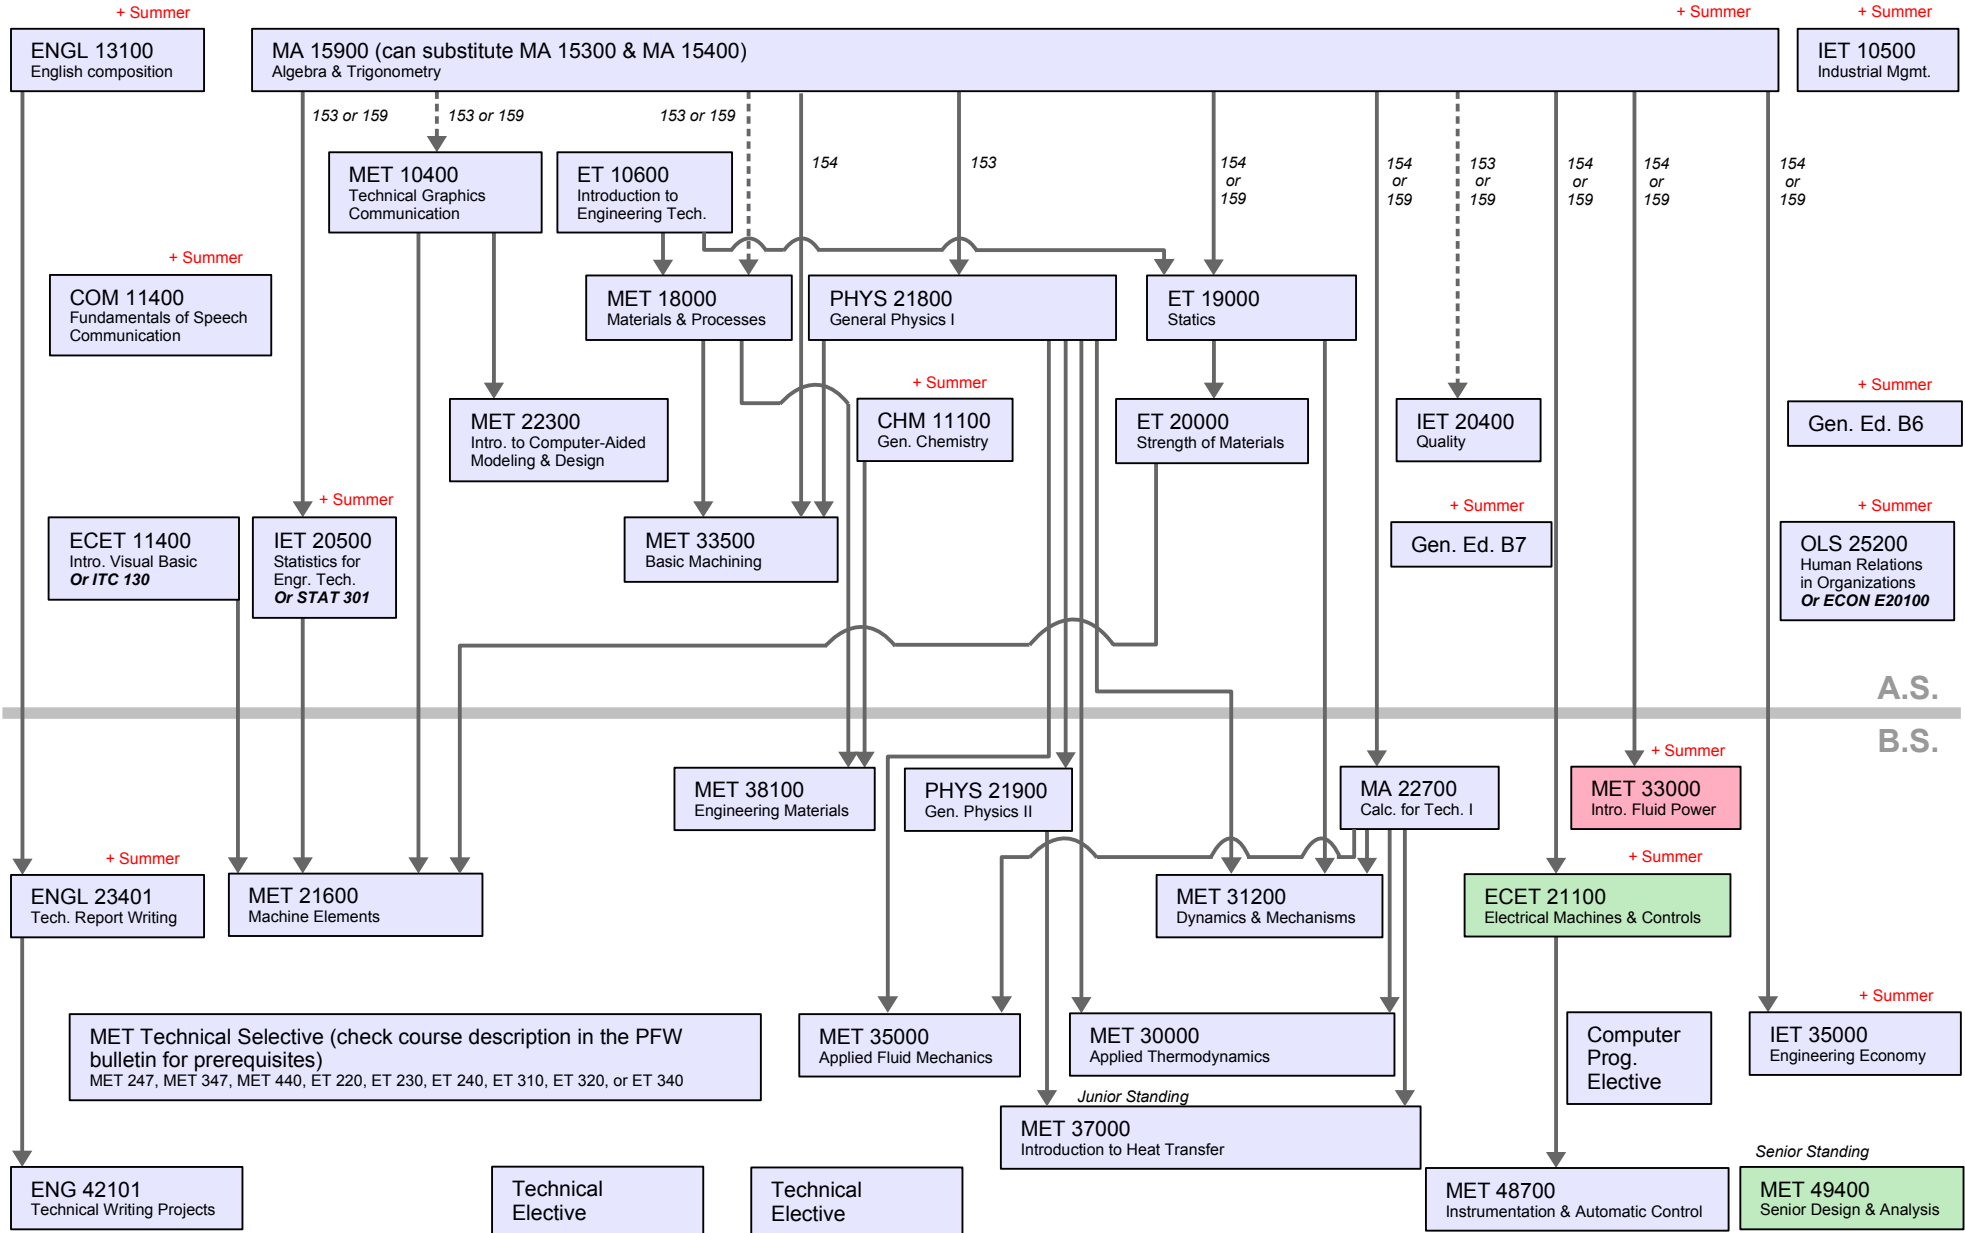 + Summer
+ Summer
+ Summer
ENGL 13100
English composition
MA 15900 (can substitute MA 15300 & MA 15400)
Algebra & Trigonometry
IET 10500
Industrial Mgmt.
153 or 159
153 or 159
153 or 159
154
153
154
or
159
154
or
159
153
or
159
154
or
159
154
or
159
154
or
159
MET 10400
Technical Graphics
Communication
ET 10600
Introduction to
Engineering Tech.
+ Summer
COM 11400
Fundamentals of Speech
Communication
MET 18000
Materials & Processes
PHYS 21800
General Physics I
ET 19000
Statics
+ Summer
+ Summer
MET 22300
Intro. to Computer-Aided
Modeling & Design
CHM 11100
Gen. Chemistry
ET 20000
Strength of Materials
IET 20400
Quality
Gen. Ed. B6
+ Summer
+ Summer
+ Summer
ECET 11400
Intro. Visual Basic
Or ITC 130
IET 20500
Statistics for
Engr. Tech.
Or STAT 301
MET 33500
Basic Machining
Gen. Ed. B7
OLS 25200
Human Relations
in Organizations
Or ECON E20100
A.S.
B.S.
+ Summer
MET 38100
Engineering Materials
PHYS 21900
Gen. Physics II
MA 22700
Calc. for Tech. I
MET 33000
Intro. Fluid Power
+ Summer
+ Summer
ENGL 23401
Tech. Report Writing
MET 21600
Machine Elements
MET 31200
Dynamics & Mechanisms
ECET 21100
Electrical Machines & Controls
+ Summer
MET Technical Selective (check course description in the PFW
bulletin for prerequisites)
MET 247, MET 347, MET 440, ET 220, ET 230, ET 240, ET 310, ET 320, or ET 340
MET 35000
Applied Fluid Mechanics
MET 30000
Applied Thermodynamics
Computer
Prog.
Elective
IET 35000
Engineering Economy
Junior Standing
MET 37000
Introduction to Heat Transfer
Senior Standing
ENG 42101
Technical Writing Projects
Technical
Elective
Technical
Elective
MET 48700
Instrumentation & Automatic Control
MET 49400
Senior Design & Analysis